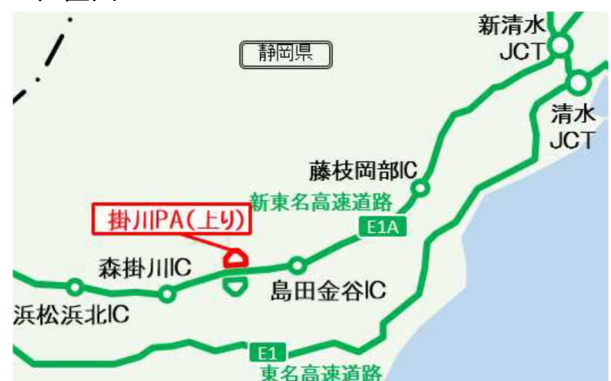 静岡県
新清水
JCT
清水
JCT
藤枝岡部IC
新東名高速道路
E1A
掛川PA(上り)
森掛川IC
島田金谷IC
浜松浜北IC
E1
東名高速道路